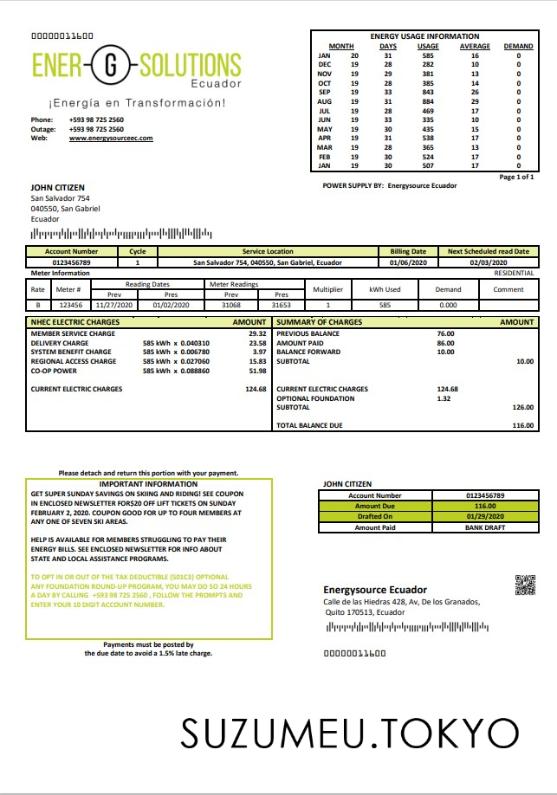 00000011600
ENER-G-SOLUTIONS
Ecuador
¡Energía en Transformación!
Phone: +593 98 725 2560
Outage: +593 98 725 2560
Web: www.energysourceec.com
ENERGY USAGE INFORMATION
MONTH DAYS USAGE AVERAGE DEMAND
JAN 20 31 585 16 0
DEC 19 28 282 10 0
NOV 19 29 381 13 0
OCT 19 28 385 14 0
SEP 19 33 843 26 0
AUG 19 31 884 29 0
JUL 19 28 469 17 0
JUN 19 33 335 10 0
MAY 19 30 435 15 0
APR 19 31 538 17 0
MAR 19 28 365 13 0
FEB 19 30 524 17 0
JAN 19 30 507 17 0
Page 1 of 1
POWER SUPPLY BY: Energysource Ecuador
JOHN CITIZEN
San Salvador 754
040550, San Gabriel
Ecuador
Account Number Cycle Service Location Billing Date Next Scheduled read Date
0123456789 1 San Salvador 754, 040550, San Gabriel, Ecuador 01/06/2020 02/03/2020
Meter Information RESIDENTIAL
Rate Meter # Reading Dates Meter Readings Multiplier kWh Used Demand Comment
Prev Pres Prev Pres
B 123456 11/27/2020 01/02/2020 31068 31653 1 585 0.000
NHEC ELECTRIC CHARGES AMOUNT
MEMBER SERVICE CHARGE 29.32
DELIVERY CHARGE 585 kWh x 0.040310 23.58
SYSTEM BENEFIT CHARGE 585 kWh x 0.006780 3.97
REGIONAL ACCESS CHARGE 585 kWh x 0.027060 15.83
CO-OP POWER 585 kWh x 0.088860 51.98
CURRENT ELECTRIC CHARGES 124.68
SUMMARY OF CHARGES AMOUNT
PREVIOUS BALANCE 76.00
AMOUNT PAID 86.00
BALANCE FORWARD 10.00
SUBTOTAL 10.00
CURRENT ELECTRIC CHARGES 124.68
OPTIONAL FOUNDATION 1.32
SUBTOTAL 126.00
TOTAL BALANCE DUE 116.00
Please detach and return this portion with your payment.
IMPORTANT INFORMATION
GET SUPER SUNDAY SAVINGS ON SKIING AND RIDING! SEE COUPON
IN ENCLOSED NEWSLETTER FOR$20 OFF LIFT TICKETS ON SUNDAY
FEBRUARY 2, 2020. COUPON GOOD FOR UP TO FOUR MEMBERS AT
ANY ONE OF SEVEN SKI AREAS.
HELP IS AVAILABLE FOR MEMBERS STRUGGLING TO PAY THEIR
ENERGY BILLS. SEE ENCLOSED NEWSLETTER FOR INFO ABOUT
STATE AND LOCAL ASSISTANCE PROGRAMS.
TO OPT IN OR OUT OF THE TAX DEDUCTIBLE (501C3) OPTIONAL
ANY FOUNDATION ROUND-UP PROGRAM, YOU MAY DO SO 24 HOURS
A DAY BY CALLING +593 98 725 2560 , FOLLOW THE PROMPTS AND
ENTER YOUR 10 DIGIT ACCOUNT NUMBER.
Payments must be posted by
the due date to avoid a 1.5% late charge.
JOHN CITIZEN
Account Number 0123456789
Amount Due 116.00
Drafted On 01/29/2020
Amount Paid BANK DRAFT
Energysource Ecuador
Calle de las Hiedras 428, Av, De los Granados,
Quito 170513, Ecuador
00000011600
SUZUMEU.TOKYO